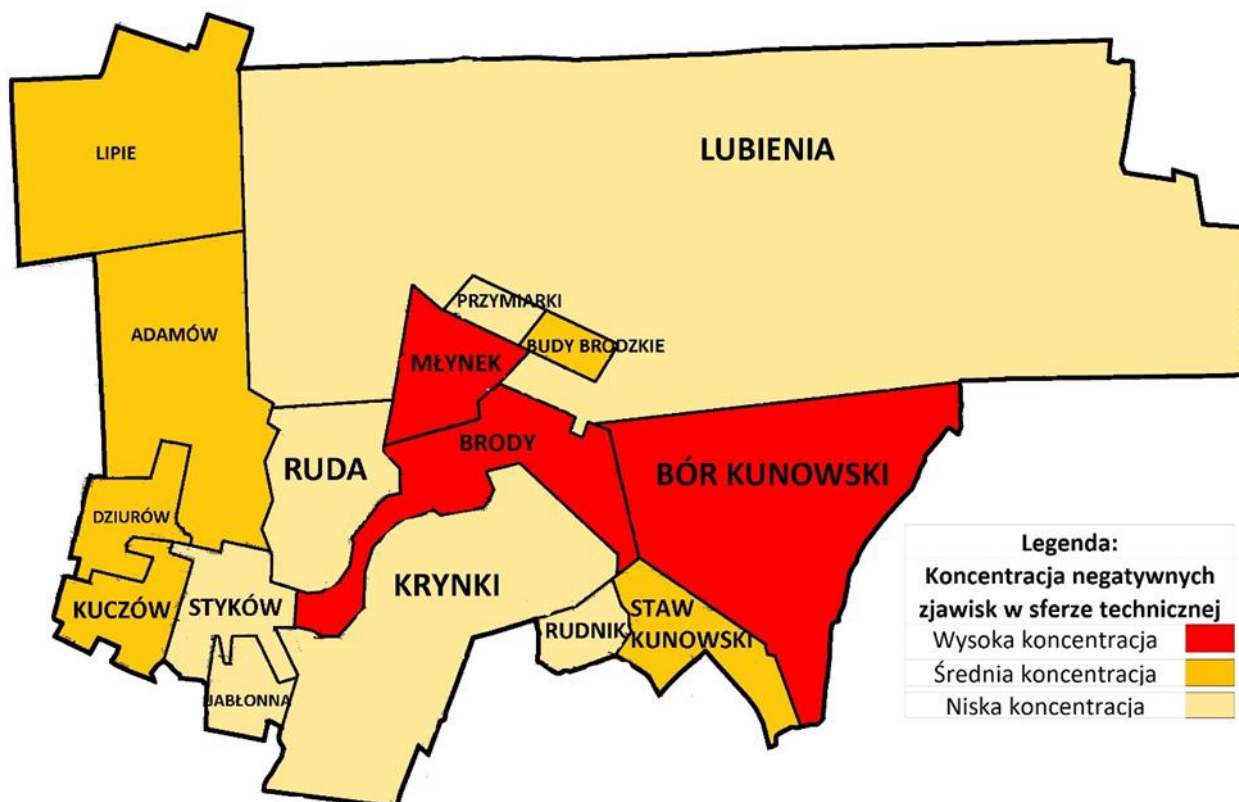 LIPIE
LUBIENIA
ADAMÓW
PRZYMIARKI
BUDY BRODZKIE
MŁYNEK
BRODY
RUDA
BÓR KUNOWSKI
DZIURÓW
KUCZÓW
STYKÓW
KRYNKI
JABŁONNA
RUDNIK
STAW
KUNOWSKI
Legenda:
Koncentracja negatywnych
zjawisk w sferze technicznej
Wysoka koncentracja
Średnia koncentracja
Niska koncentracja